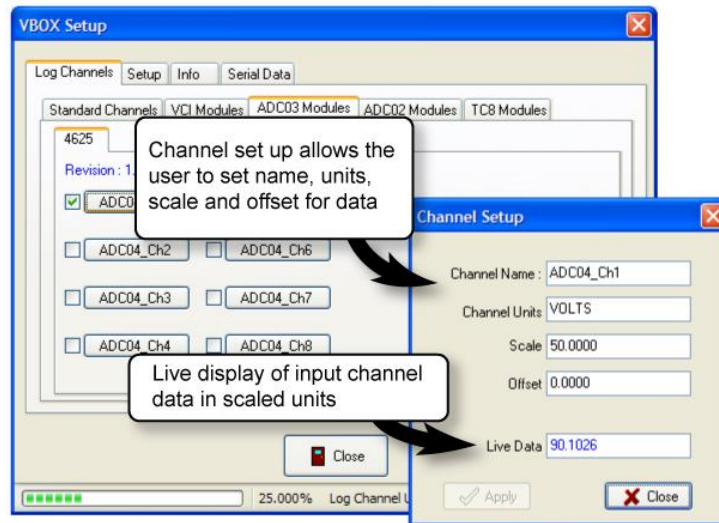 VBOX Setup
Log Channels Setup Info Serial Data
Standard Channels VCI Modules ADC03 Modules ADC02 Modules TC8 Modules
4625
Revision : 1.
Channel set up allows the
user to set name, units,
scale and offset for data
ADC04_Ch2 ADC04_Ch6
ADC04_Ch3 ADC04_Ch7
ADC04_Ch4 ADC04_Ch8
Live display of input channel
data in scaled units
Close
25.000% Log Channel
Channel Setup
Channel Name : ADC04_Ch1
Channel Units VOLTS
Scale 50.0000
Offset 0.0000
Live Data 90.1026
Apply Close